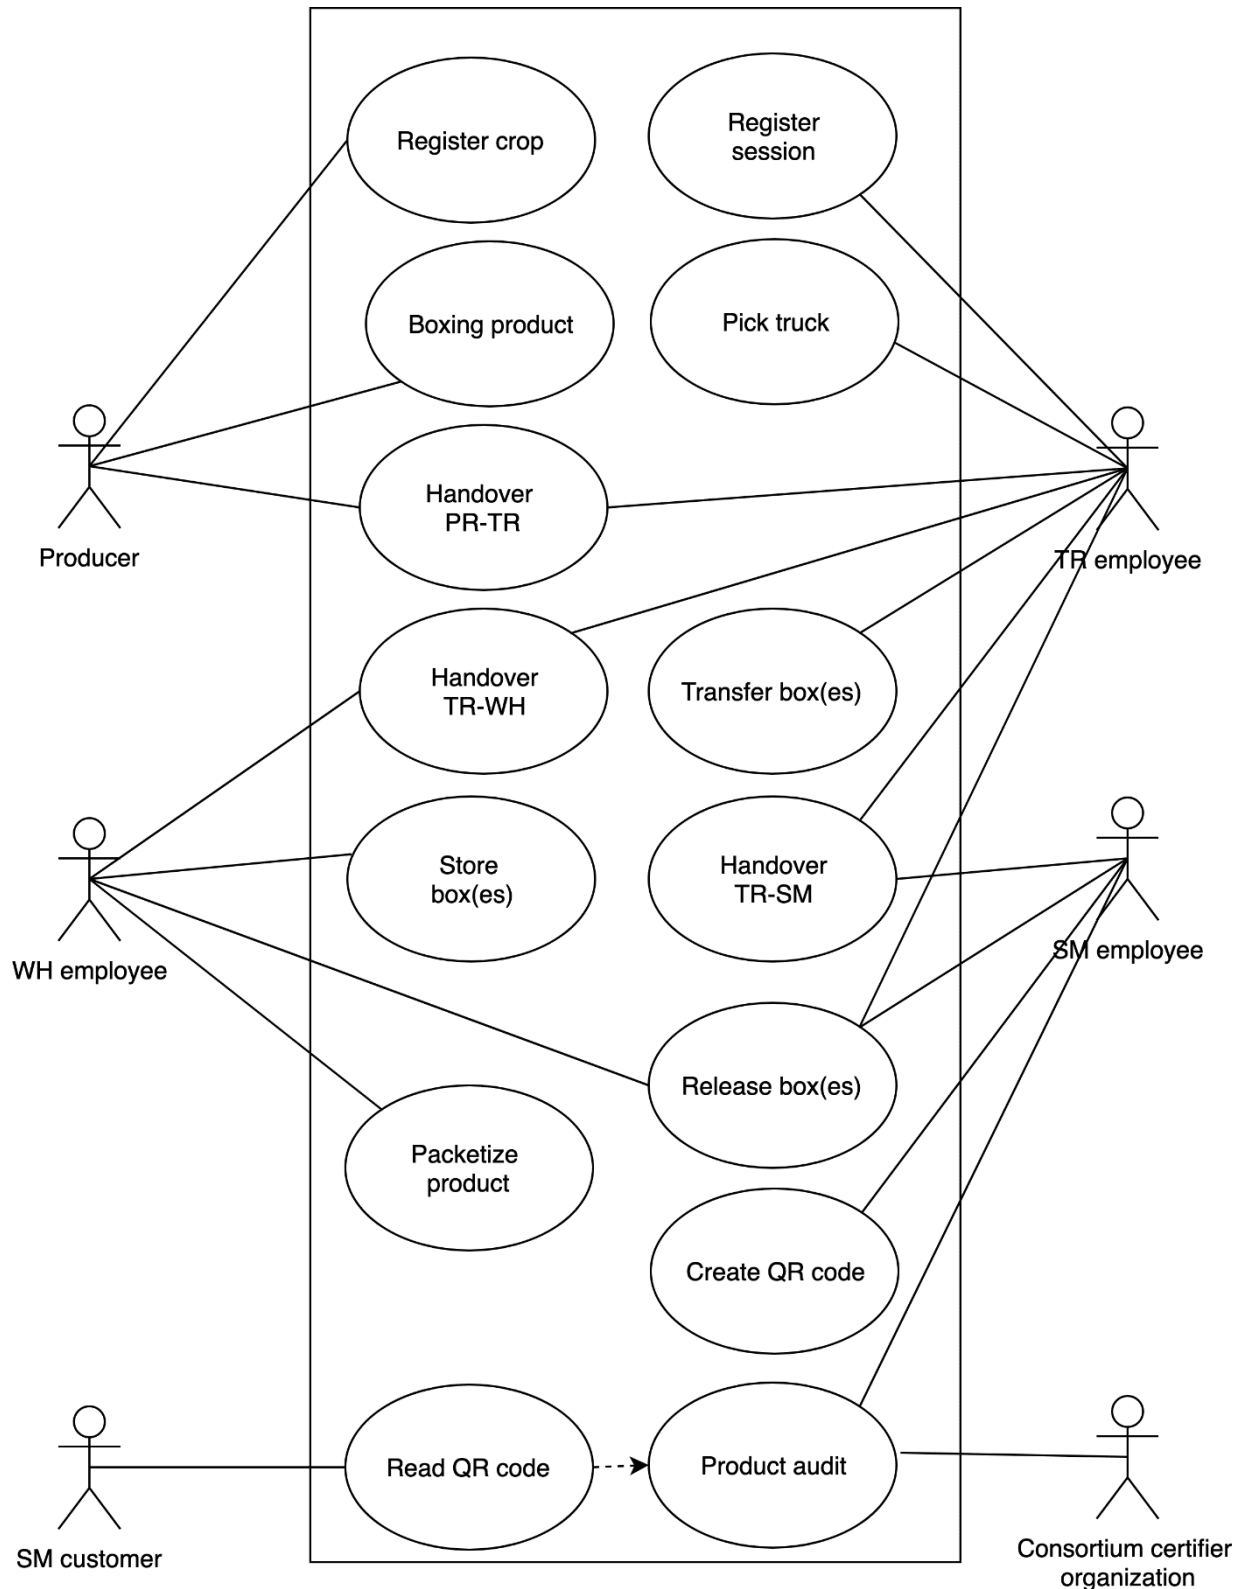 Register crop
Register
session
Boxing product
Pick truck
Handover
PR-TR
Producer
TR employee
Handover
TR-WH
Transfer box(es)
Store
box(es)
Handover
TR-SM
WH employee
SM employee
Release box(es)
Packetize
product
Create QR code
Read QR code
Product audit
SM customer
Consortium certifier
organization